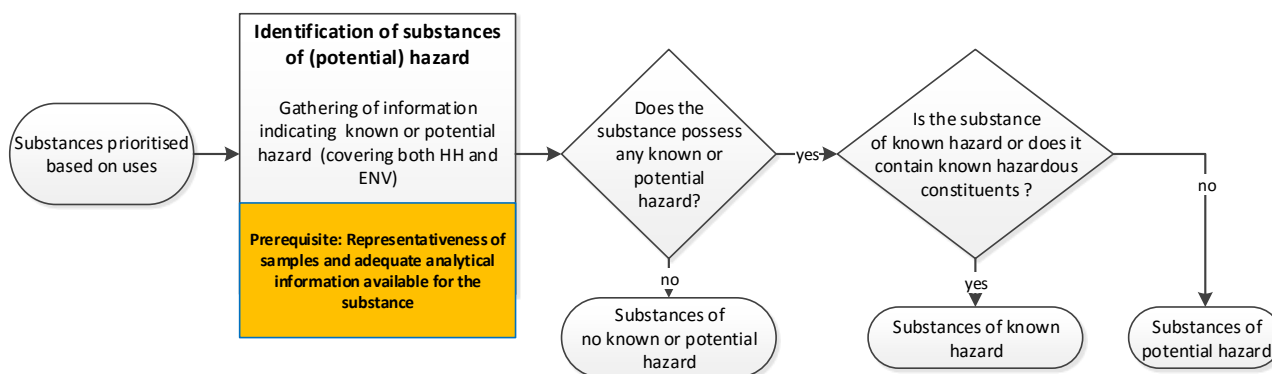 Substances prioritised
based on uses
Identification of substances
of (potential) hazard
Gathering of information
indicating known or potential
hazard (covering both HH and
ENV)
Prerequisite: Representativeness of
samples and adequate analytical
information available for the
substance
Does the
substance possess
any known or
potential
hazard?
yes
no
Substances of
no known or potential
hazard
Is the substance
of known hazard or does it
contain known hazardous
constituents ?
yes
Substances of known
hazard
no
Substances of
potential hazard